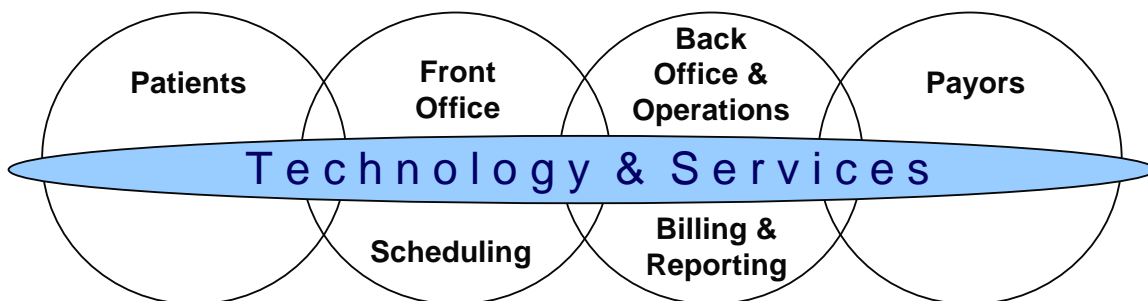 Patients
Front
Office
Back
Office &
Operations
Payors
Technology & Services
Scheduling
Billing &
Reporting